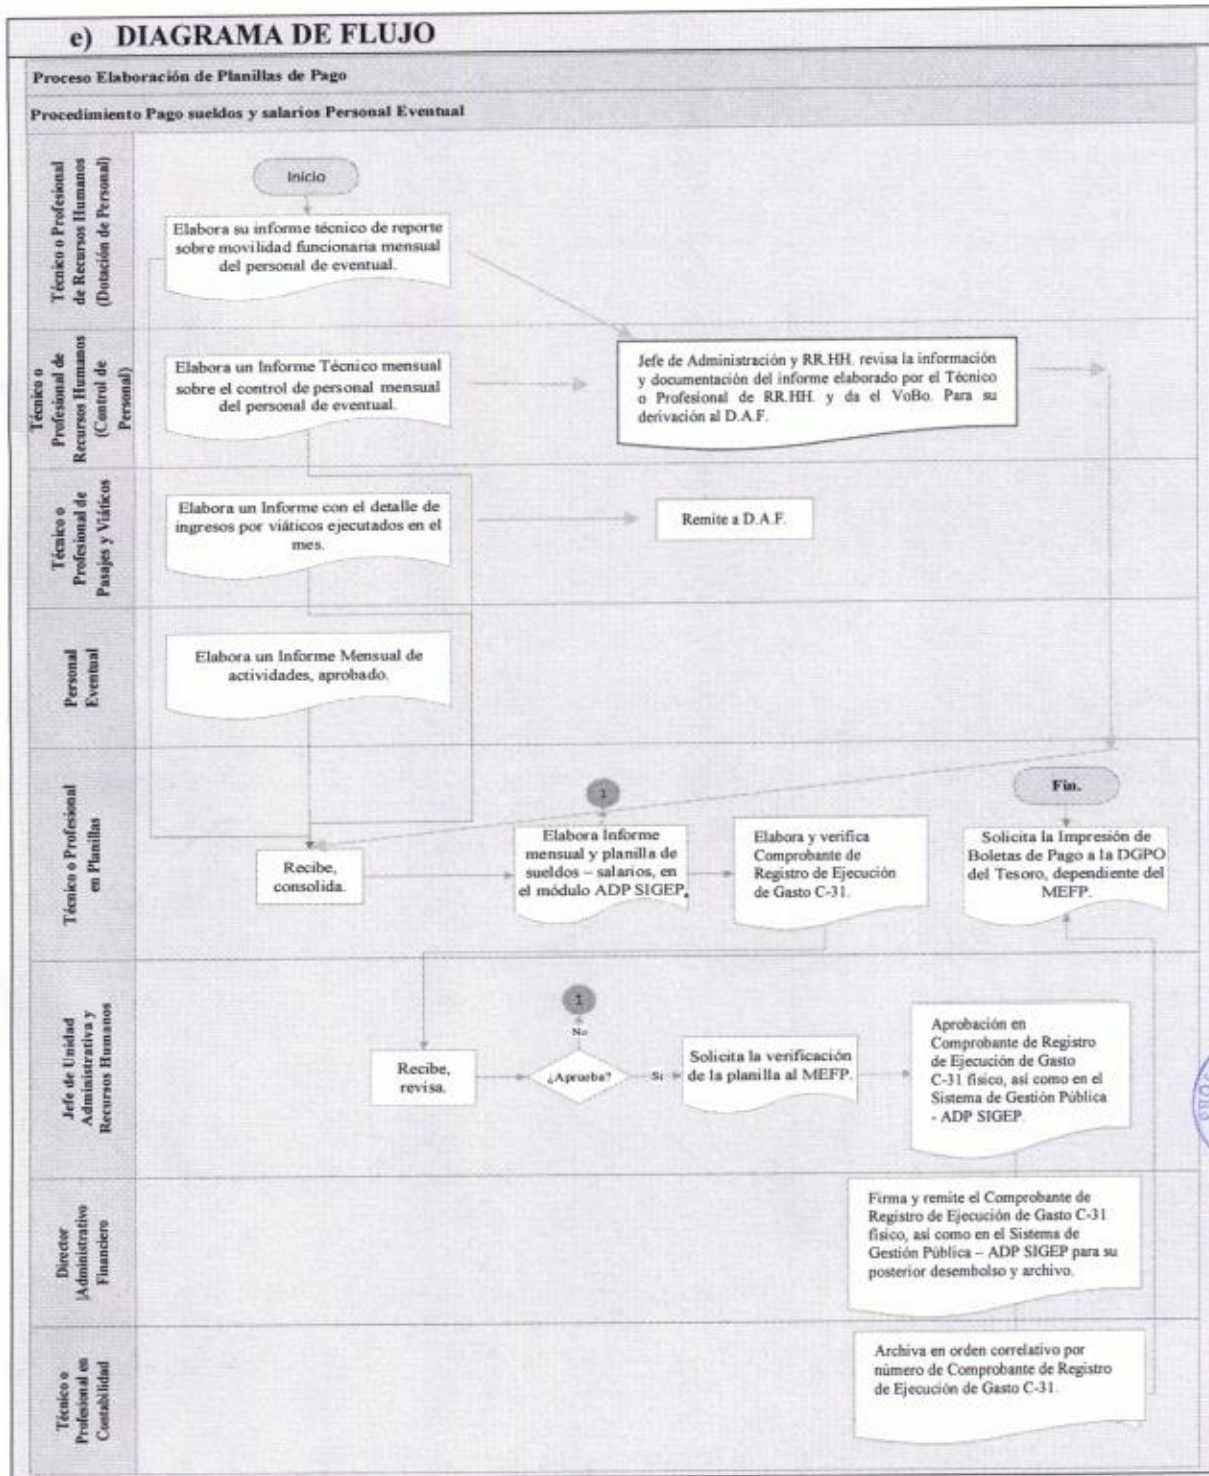 e) DIAGRAMA DE FLUJO
Proceso Elaboración de Planillas de Pago
Procedimiento Pago sueldos y salarios Personal Eventual
Técnico o Profesional
de Recursos Humanos
(Dotación de Personal)
Inicio
Elabora su informe técnico de reporte
sobre movilidad funcionaria mensual
del personal de eventual.
Técnico o
Profesional de
Recursos Humanos
(Control de
Personal)
Elabora un Informe Técnico mensual
sobre el control de personal mensual
del personal de eventual.
Jefe de Administración y RR.HH. revisa la información
y documentación del informe elaborado por el Técnico
o Profesional de RR.HH. y da el VoBo. Para su
derivación al D.A.F.
Técnico o
Profesional de
Pasajes y Viáticos
Elabora un Informe con el detalle de
ingresos por viáticos ejecutados en el
mes.
Remite a D.A.F.
Personal
Eventual
Elabora un Informe Mensual de
actividades, aprobado.
Técnico o Profesional
en Planillas
Recibe,
consolida.
1
Elabora Informe
mensual y planilla de
sueldos – salarios, en
el módulo ADP SIGEP.
Elabora y verifica
Comprobante de
Registro de Ejecución
de Gasto C-31.
Fin.
Solicita la Impresión de
Boletas de Pago a la DGPO
del Tesoro, dependiente del
MEFP.
Jefe de Unidad
Administrativa y
Recursos Humanos
Recibe,
revisa.
1
No
¿Aprueba?
Si
Solicita la verificación
de la planilla al MEFP.
Aprobación en
Comprobante de Registro
de Ejecución de Gasto
C-31 físico, así como en el
Sistema de Gestión Pública
- ADP SIGEP.
Director
|Administrativo
Financiero
Firma y remite el Comprobante de
Registro de Ejecución de Gasto C-31
físico, así como en el Sistema de
Gestión Pública – ADP SIGEP para su
posterior desembolso y archivo.
Técnico o
Profesional en
Contabilidad
Archiva en orden correlativo por
número de Comprobante de Registro
de Ejecución de Gasto C-31.